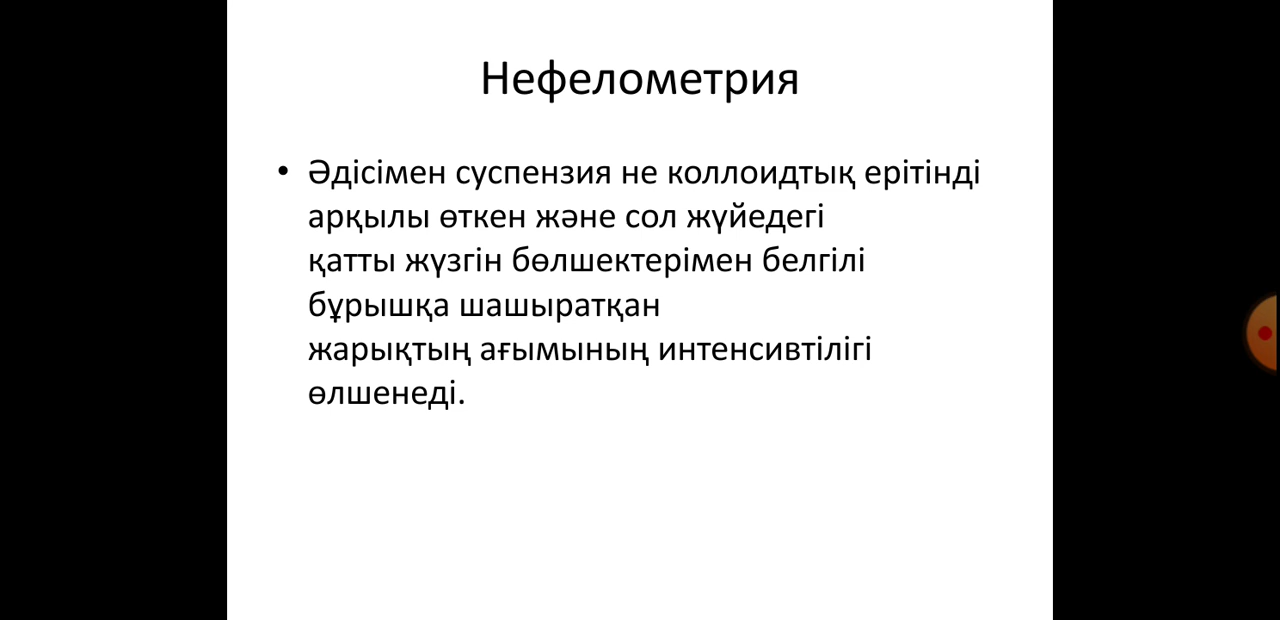 Нефелометрия
• Әдісімен суспензия не коллоидтық ерітінді
арқылы өткен және сол жүйедегі
қатты жүзгін бөлшектерімен белгілі
бұрышқа шашыратқан
жарықтың ағымының интенсивтілігі
өлшенеді.